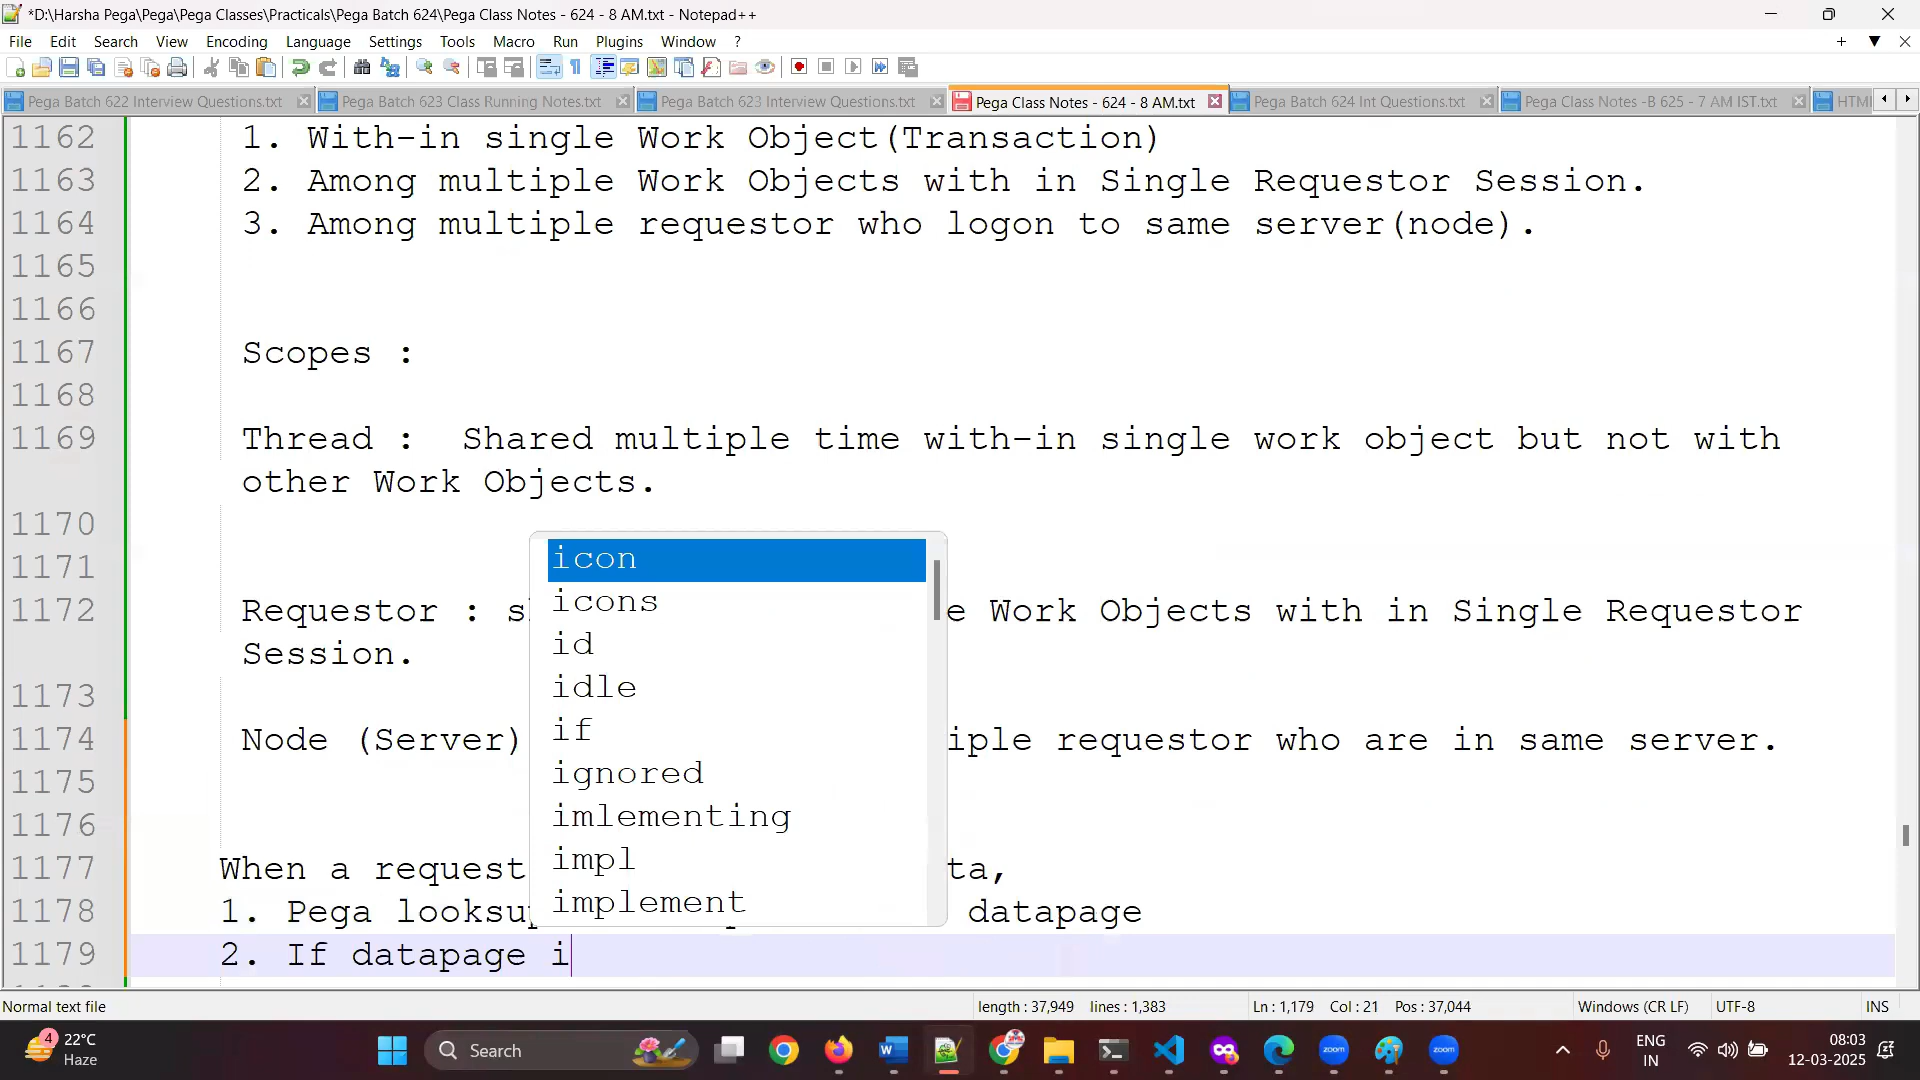 *D:\Harsha Pega\Pega\Pega Classes\Practicals\Pega Batch 624\Pega Class Notes - 624 - 8 AM.txt - Notepad++
File Edit Search View Encoding Language Settings Tools Macro Run Plugins Window ?
Pega Batch 622 Interview Questions.txt Pega Batch 623 Class Running Notes.txt Pega Batch 623 Interview Questions.txt Pega Class Notes - 624 - 8 AM.txt Pega Batch 624 Int Questions.txt Pega Class Notes -B 625 - 7 AM IST.txt HTM
1162 1. With-in single Work Object(Transaction)
1163 2. Among multiple Work Objects with in Single Requestor Session.
1164 3. Among multiple requestor who logon to same server(node).
1165
1166
1167 Scopes :
1168
1169 Thread : Shared multiple time with-in single work object but not with
other Work Objects.
1170
1171
1172 Requestor : s e Work Objects with in Single Requestor
Session.
1173
1174 Node (Server) iple requestor who are in same server.
1175
1176
1177 When a request ta,
1178 1. Pega looksup datapage
1179 2. If datapage i
icon
icons
id
idle
if
ignored
imlementing
impl
implement
Normal text file length : 37,949 lines : 1,383 Ln : 1,179 Col : 21 Pos : 37,044 Windows (CR LF) UTF-8 INS
4 22°C
Haze
Search
ENG
IN
08:03
12-03-2025